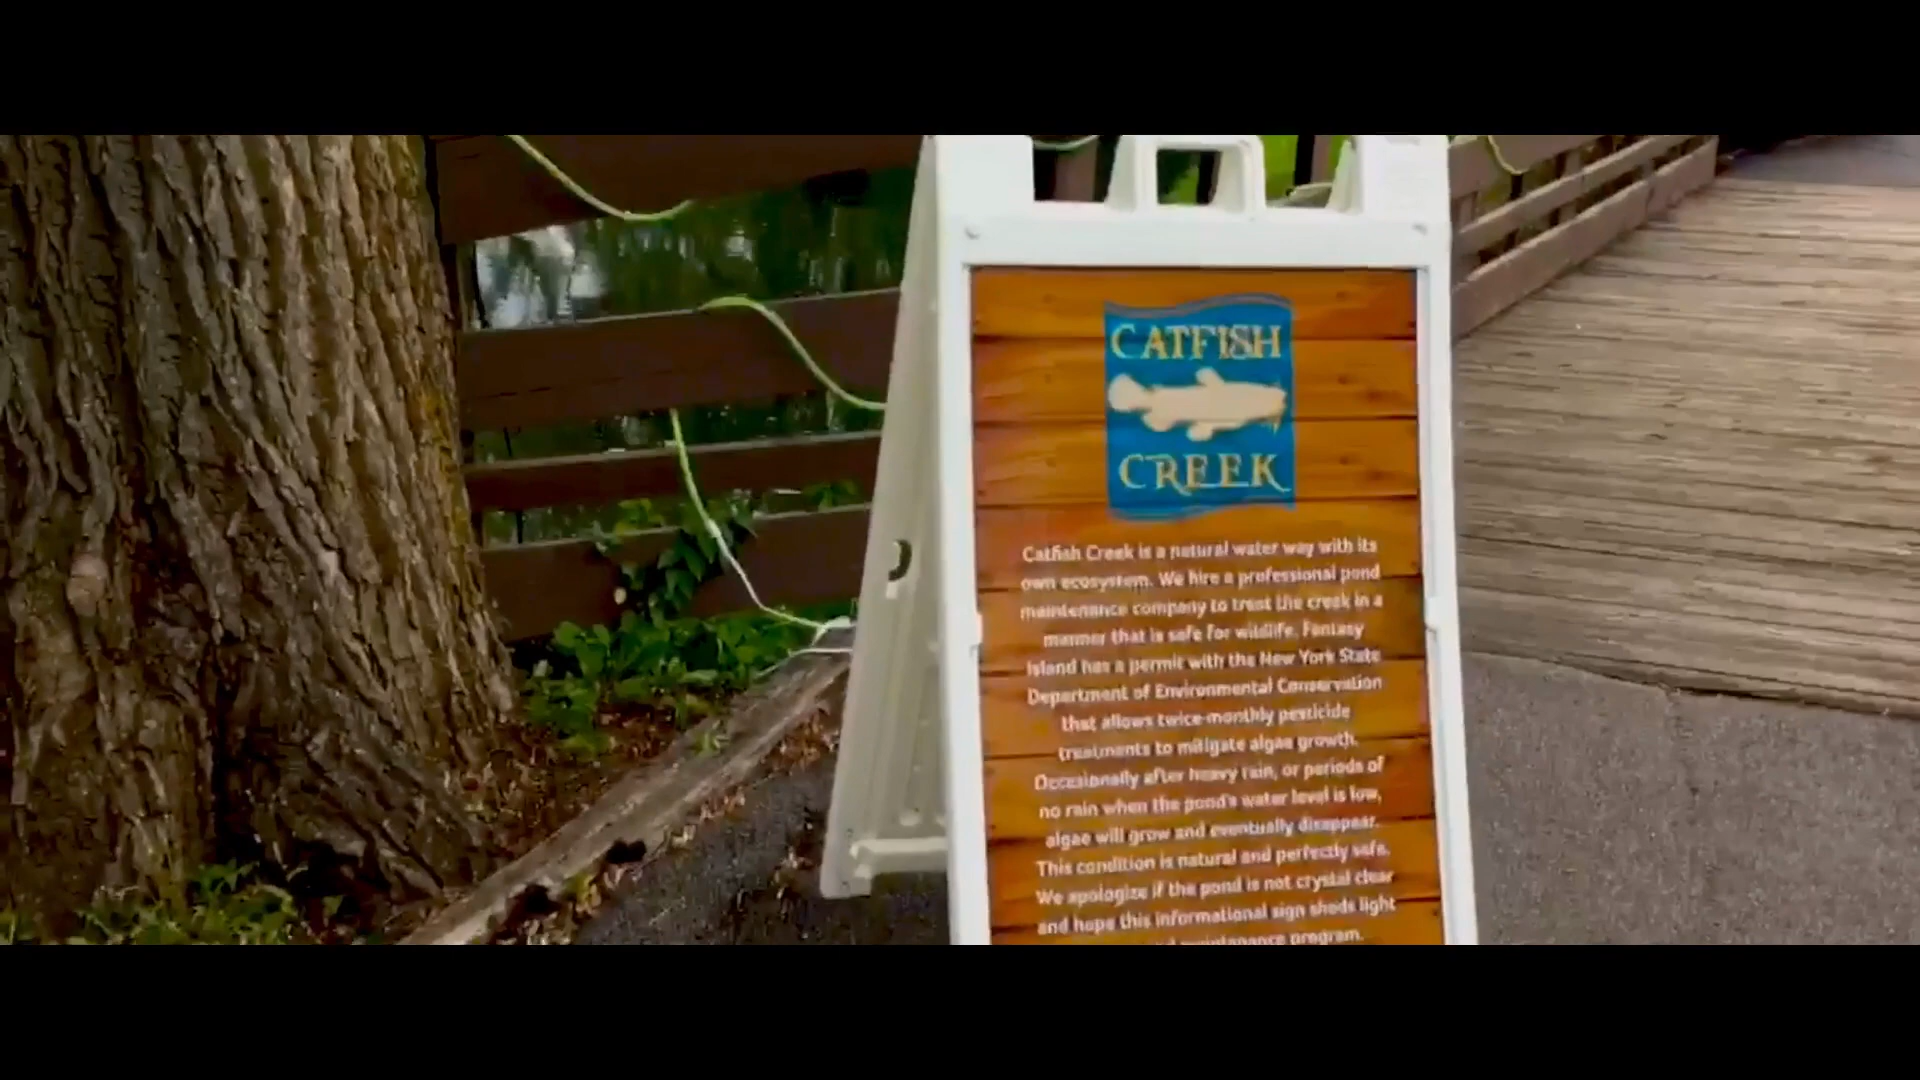 CATFISH
CREEK
Catfish Creek is a natural water way with its
own ecosystem. We hire a professional pond
maintenance company to treat the creek in a
manner that is safe for wildlife. Fantasy
Island has a permit with the New York State
Department of Environmental Conservation
that allows twice-monthly pesticide
treatments to mitigate algae growth.
Occasionally after heavy rain, or periods of
no rain when the pond's water level is low,
algae will grow and eventually disappear.
This condition is natural and perfectly safe.
We apologize if the pond is not crystal clear
and hope this informational sign sheds light
maintenance program.